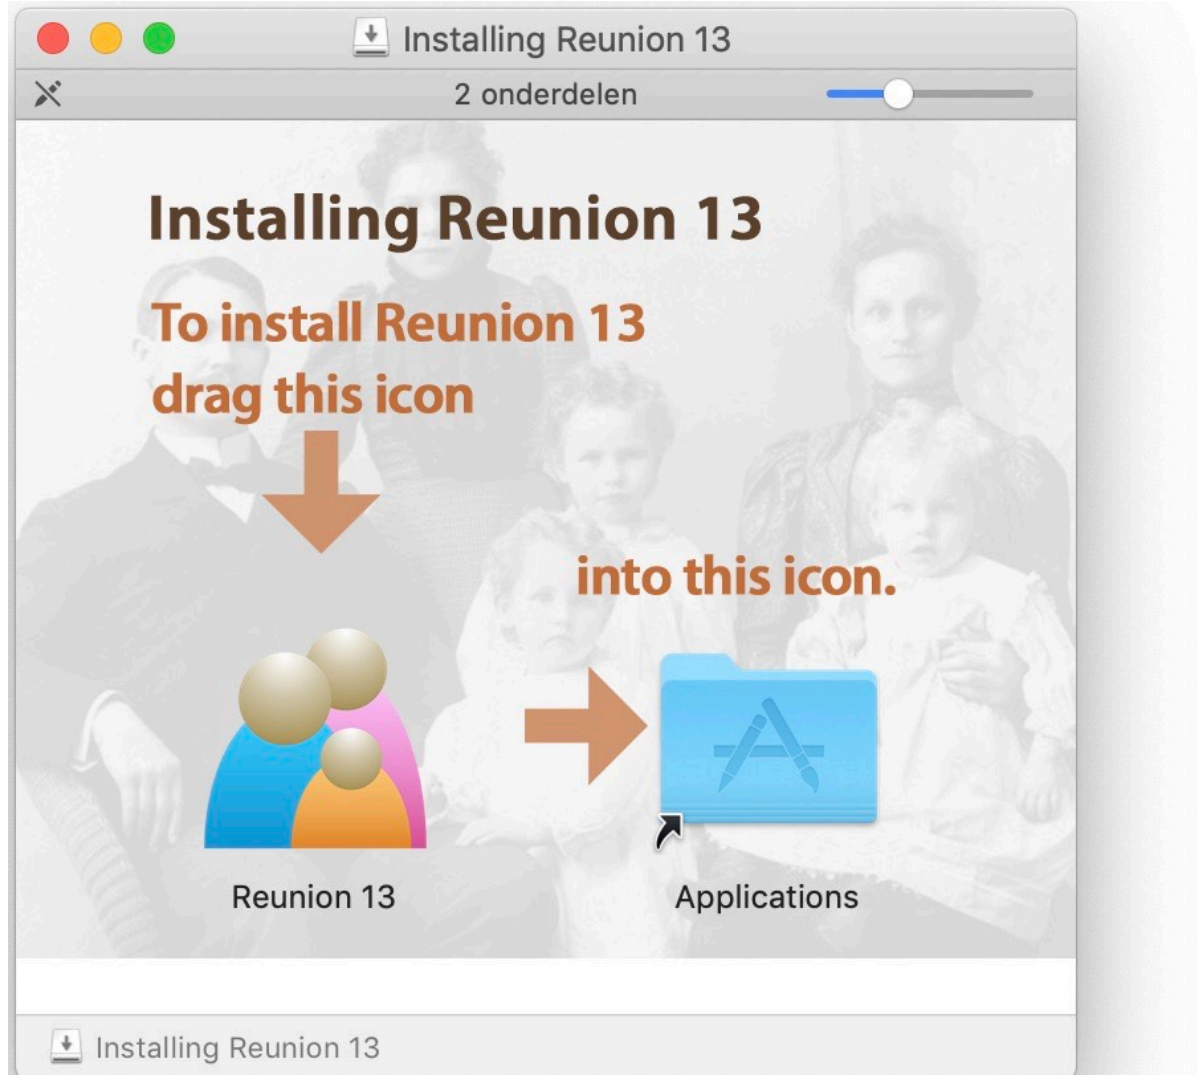 Installing Reunion 13
2 onderdelen
Installing Reunion 13
To install Reunion 13
drag this icon
into this icon.
Reunion 13
Applications
Installing Reunion 13